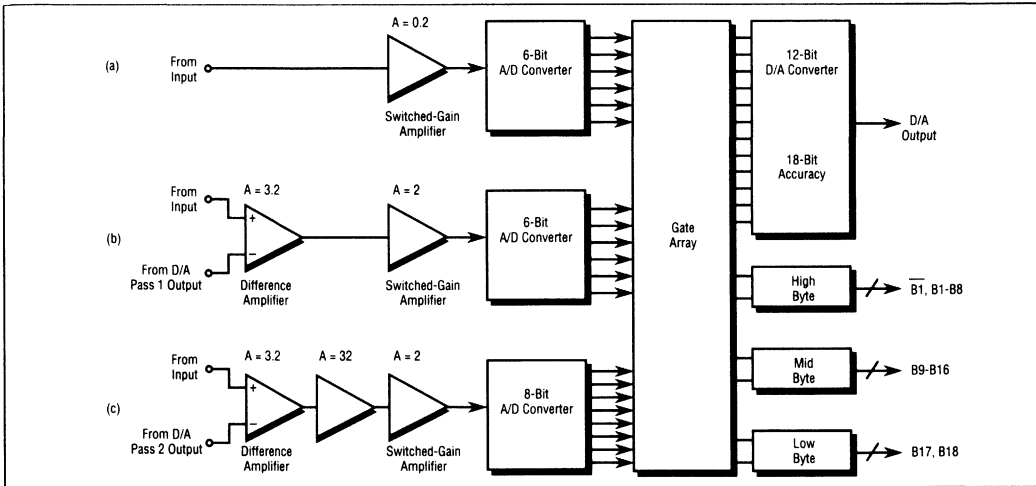 A = 0.2
(a)
From
Input
Switched-Gain
Amplifier
6-Bit
A/D Converter
12-Bit
D/A Converter
18-Bit
Accuracy
D/A
Output
From
Input
A = 3.2
A = 2
(b)
+
−
From D/A
Pass 1 Output
Difference
Amplifier
Switched-Gain
Amplifier
6-Bit
A/D Converter
Gate
Array
High
Byte
B1, B1-B8
From
Input
A = 3.2
A = 32
A = 2
(c)
+
−
From D/A
Pass 2 Output
Difference
Amplifier
Switched-Gain
Amplifier
8-Bit
A/D Converter
Mid
Byte
B9-B16
Low
Byte
B17, B18